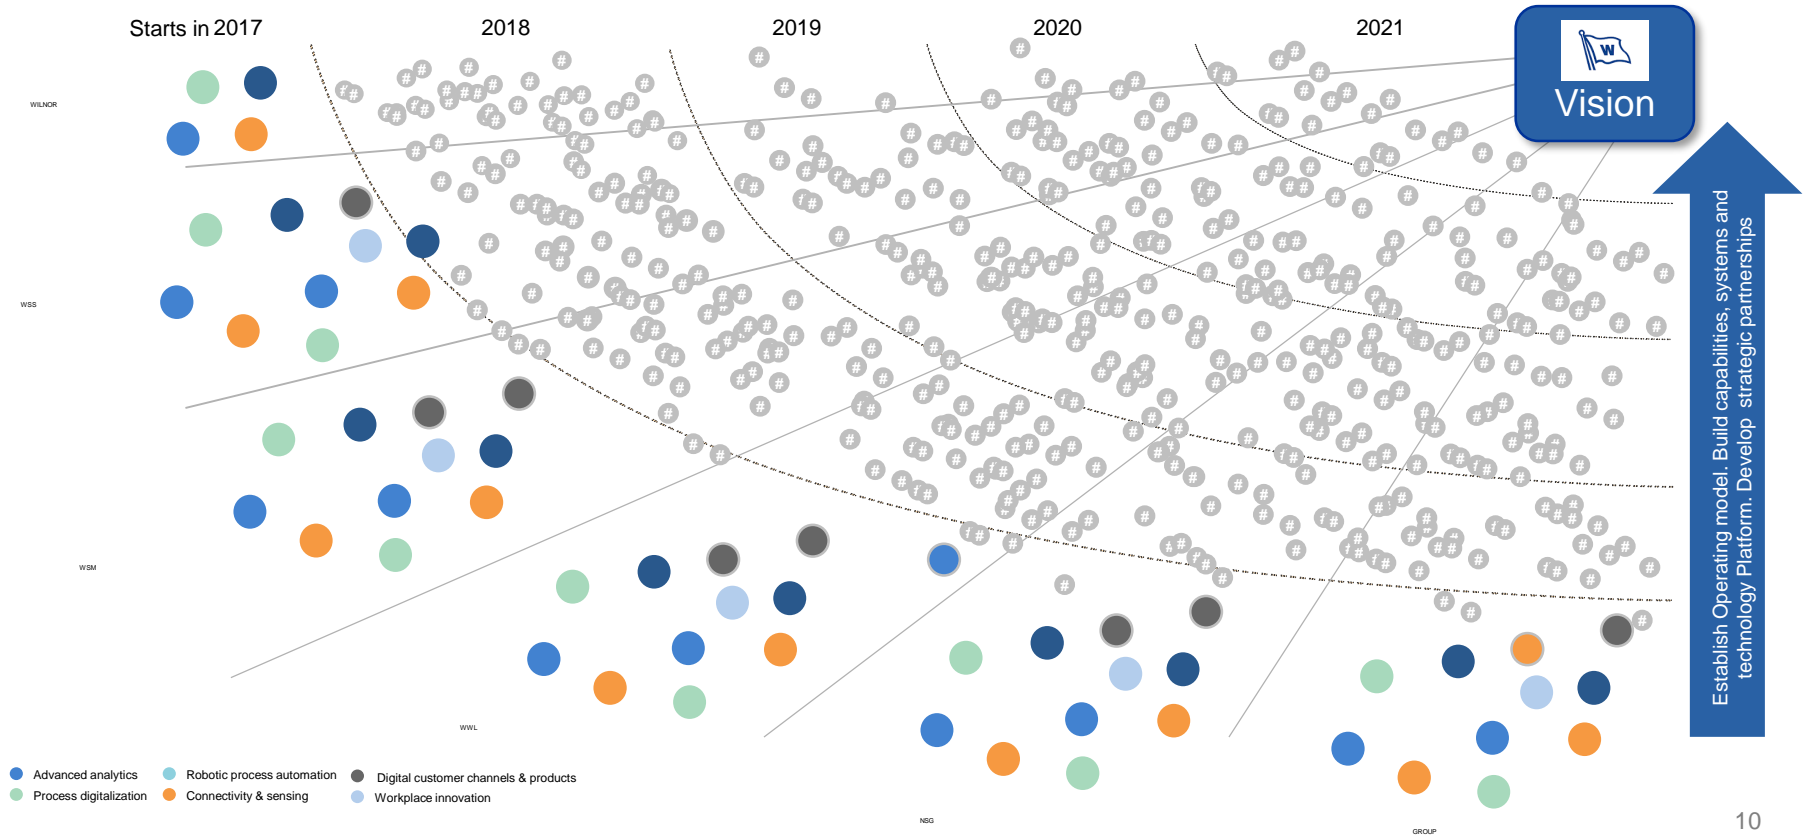 Starts in 2017
2018
2019
2020
2021
W
Vision
WILNOR
WSS
WSM
WWL
NSG
GROUP
Establish Operating model. Build capabilities, systems and
technology Platform. Develop strategic partnerships
Advanced analytics
Robotic process automation
Digital customer channels & products
Process digitalization
Connectivity & sensing
Workplace innovation
10